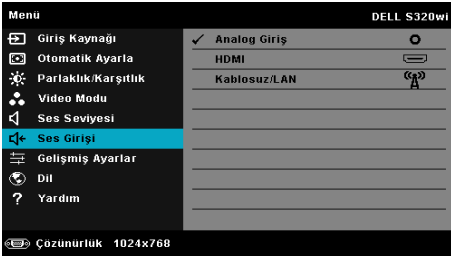 Menü DELL S320wi
Giriş Kaynağı
Otomatik Ayarla
Parlaklık/Karşıtlık
Video Modu
Ses Seviyesi
Ses Girişi
Gelişmiş Ayarlar
Dil
? Yardım
Analog Giriş
HDMI
Kablosuz/LAN
Çözünürlük 1024x768